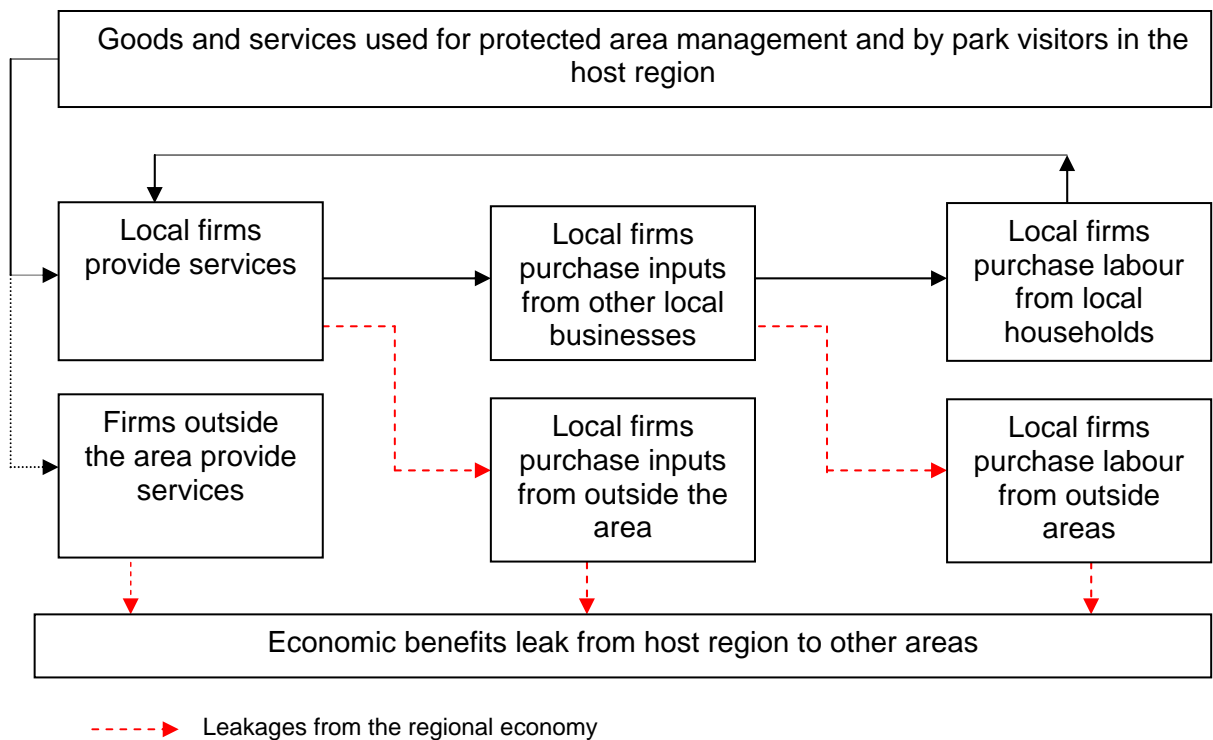 Goods and services used for protected area management and by park visitors in the
host region
Local firms
provide services
Local firms
purchase inputs
from other local
businesses
Local firms
purchase labour
from local
households
Firms outside
the area provide
services
Local firms
purchase inputs
from outside the
area
Local firms
purchase labour
from outside
areas
Economic benefits leak from host region to other areas
Leakages from the regional economy